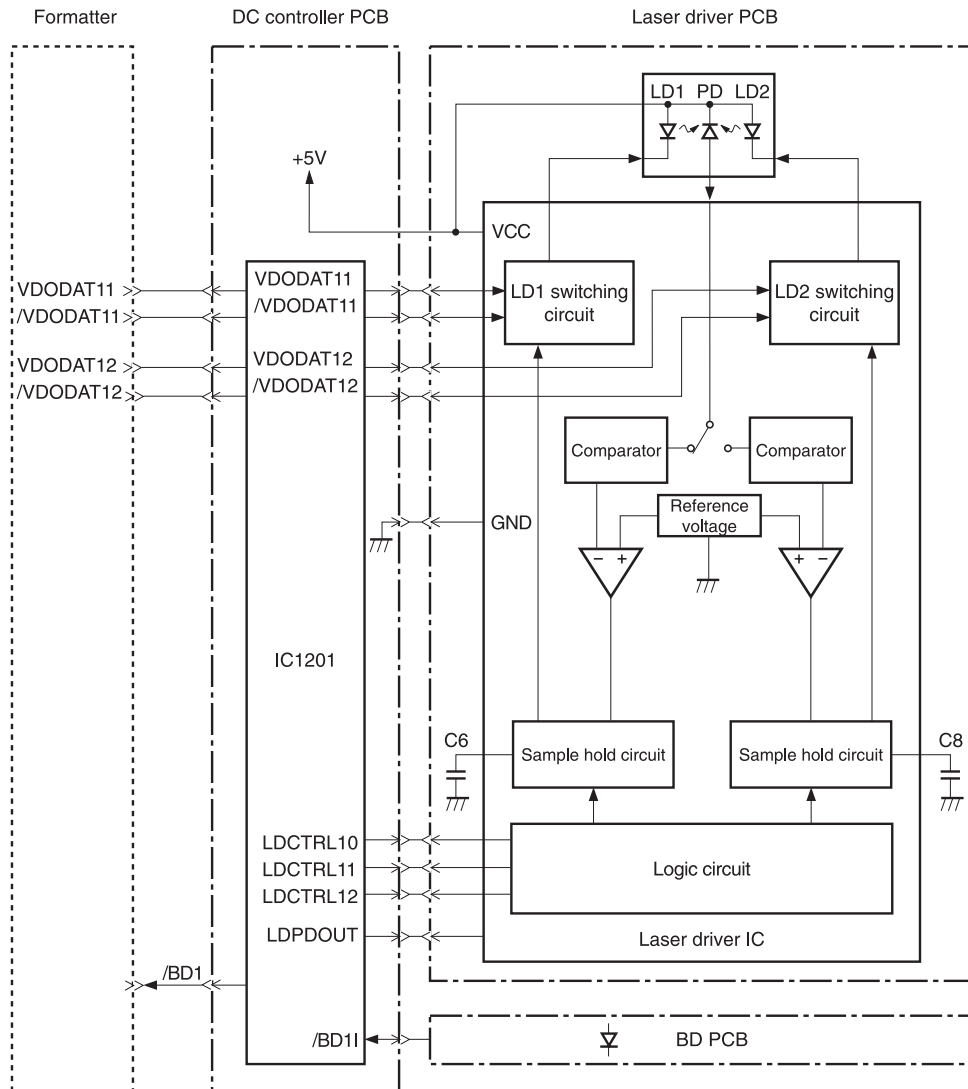 Formatter
DC controller PCB
Laser driver PCB
LD1 PD LD2
+5V
VCC
VDODAT11
/VDODAT11
VDODAT12
/VDODAT12
VDODAT11
/VDODAT11
VDODAT12
/VDODAT12
LD1 switching
circuit
LD2 switching
circuit
Comparator
Comparator
Reference
voltage
GND
− +
+ −
IC1201
C6
Sample hold circuit
Sample hold circuit
C8
LDCTRL10
LDCTRL11
LDCTRL12
Logic circuit
LDPDOUT
Laser driver IC
/BD1
/BD1I
BD PCB